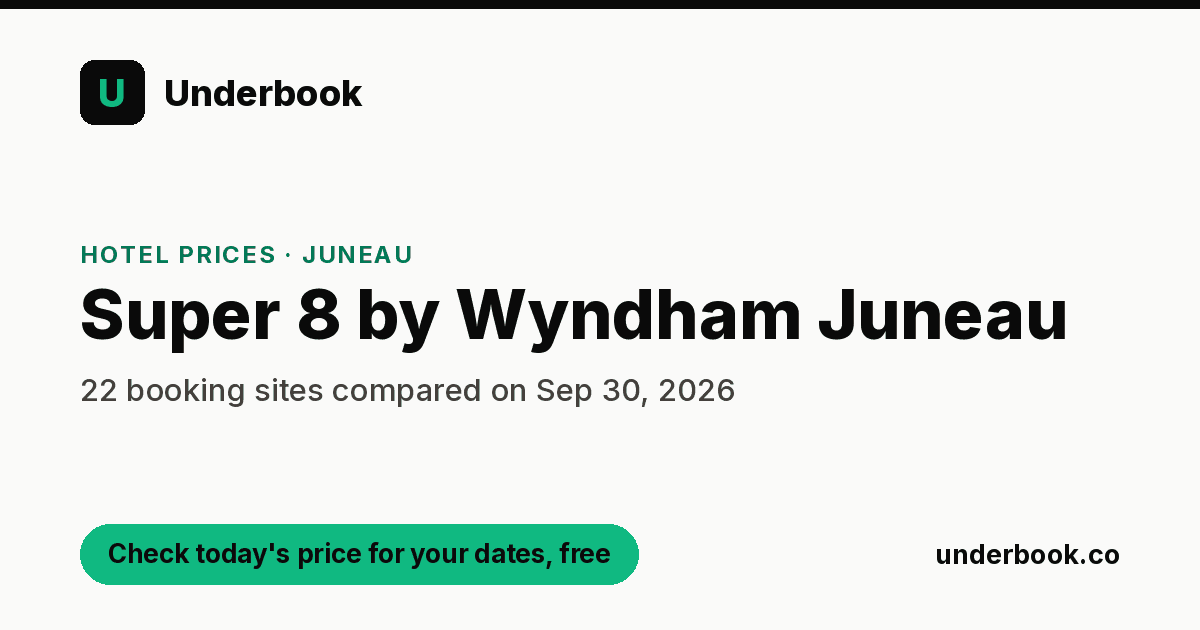 U Underbook
HOTEL PRICES · JUNEAU
Super 8 by Wyndham Juneau
22 booking sites compared on Sep 30, 2026
Check today's price for your dates, free
underbook.co